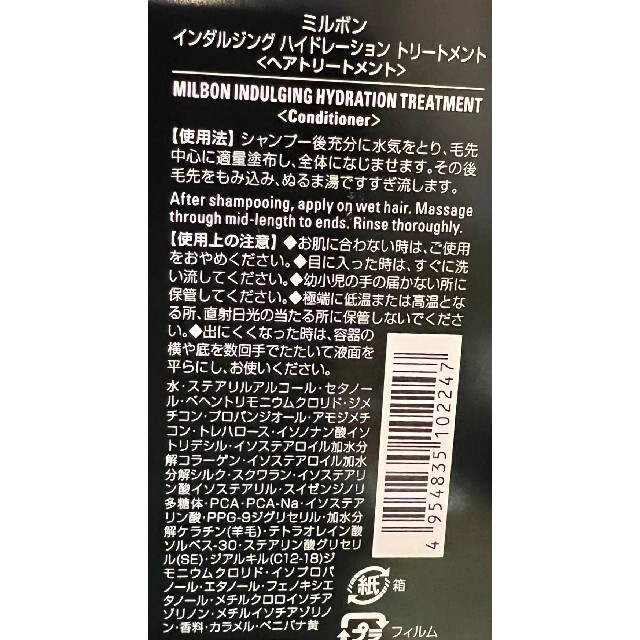 ミルボン
インダルジング ハイドレーション トリートメント
<ヘアトリートメント>
MILBON INDULGING HYDRATION TREATMENT
<Conditioner>
【使用法】シャンプー後充分に水気をとり、毛先
中心に適量塗布し、全体になじませます。その後
毛先をもみ込み、ぬるま湯ですすぎ流します。
After shampooing, apply on wet hair. Massage
through mid-length to ends. Rinse thoroughly.
【使用上の注意】◆お肌に合わない時は、ご使用
をおやめください。◆目に入った時は、すぐに洗
い流してください。◆幼小児の手の届かない所に
保管してください。◆極端に低温または高温とな
る所、直射日光の当たる所に保管しないでくださ
い。◆出にくくなった時は、容器の
横や底を数回手でたたいて液面を
平らにし、お使いください。
水・ステアリルアルコール・セタノー
ル・ベヘントリモニウムクロリド・ジメ
チコン・プロパンジオール・アモジメチ
コン・トレハロース・イソノナン酸イソ
トリデシル・イソステアロイル加水分
解コラーゲン・イソステアロイル加水
分解シルク・スクワラン・イソステアリ
ン酸イソステアリル・スイゼンジノリ
多糖体・PCA・PCA-Na・イソステア
リン酸・PPG-9ジグリセリル・加水分
解ケラチン(羊毛)・テトラオレイン酸
ソルベス-30・ステアリン酸グリセリ
ル(SE)・ジアルキル(C12-18)ジ
モニウムクロリド・イソプロパ
ノール・エタノール・フェノキシエ
タノール・メチルクロロイソチア
ゾリノン・メチルイソチアゾリノ
ン・香料・カラメル・ベニバナ黄
4 954835 102247
紙 箱
プラ フィルム